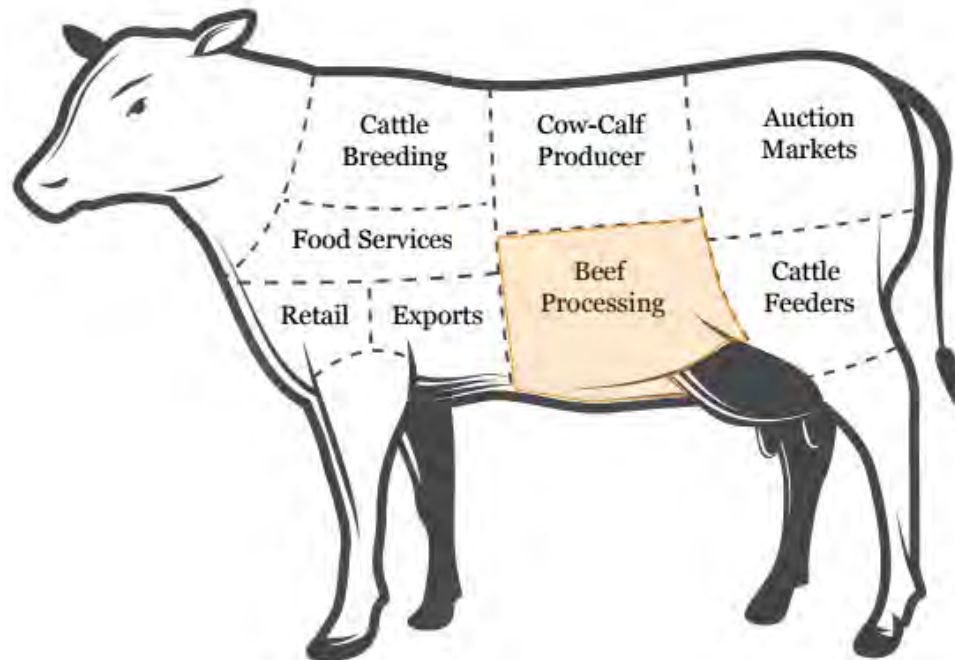 Cattle
Breeding
Cow-Calf
Producer
Auction
Markets
Food Services
Beef
Processing
Cattle
Feeders
Retail
Exports